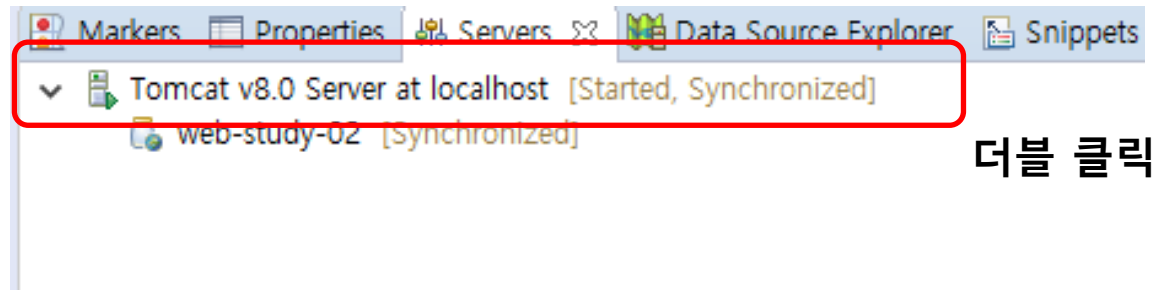 Markers Properties Servers Data Source Explorer Snippets
Tomcat v8.0 Server at localhost [Started, Synchronized]
web-study-02 [Synchronized]
더블 클릭